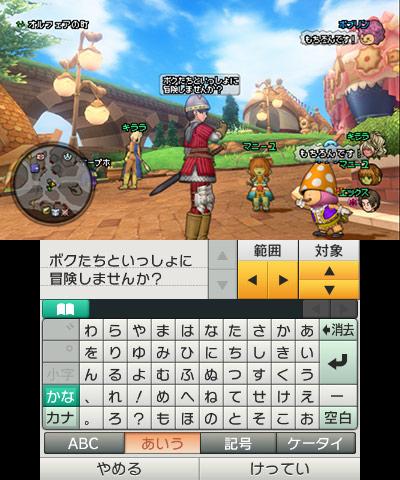 オルフェアの町
ポプリン
もちろんです!
ボクたちといっしょに
冒険しませんか?
キララ
マユーユ
キララ
もちろんです!
マユーユ
エックス
ボクたちといっしょに
冒険しませんか?
範囲
対象
▲
▼
◀ ▶
▲
▼
わ ら や ま は な た さ か あ ←消去
゛ を り ゆ み ひ に ち し き い
゜ ん る よ む ふ ぬ つ す く う
小字
かな 、 れ ! め へ ね て せ け え ー
カナ 。 ろ ? も ほ の と そ こ お 空白
ABC あいう 記号 ケータイ
やめる けってい